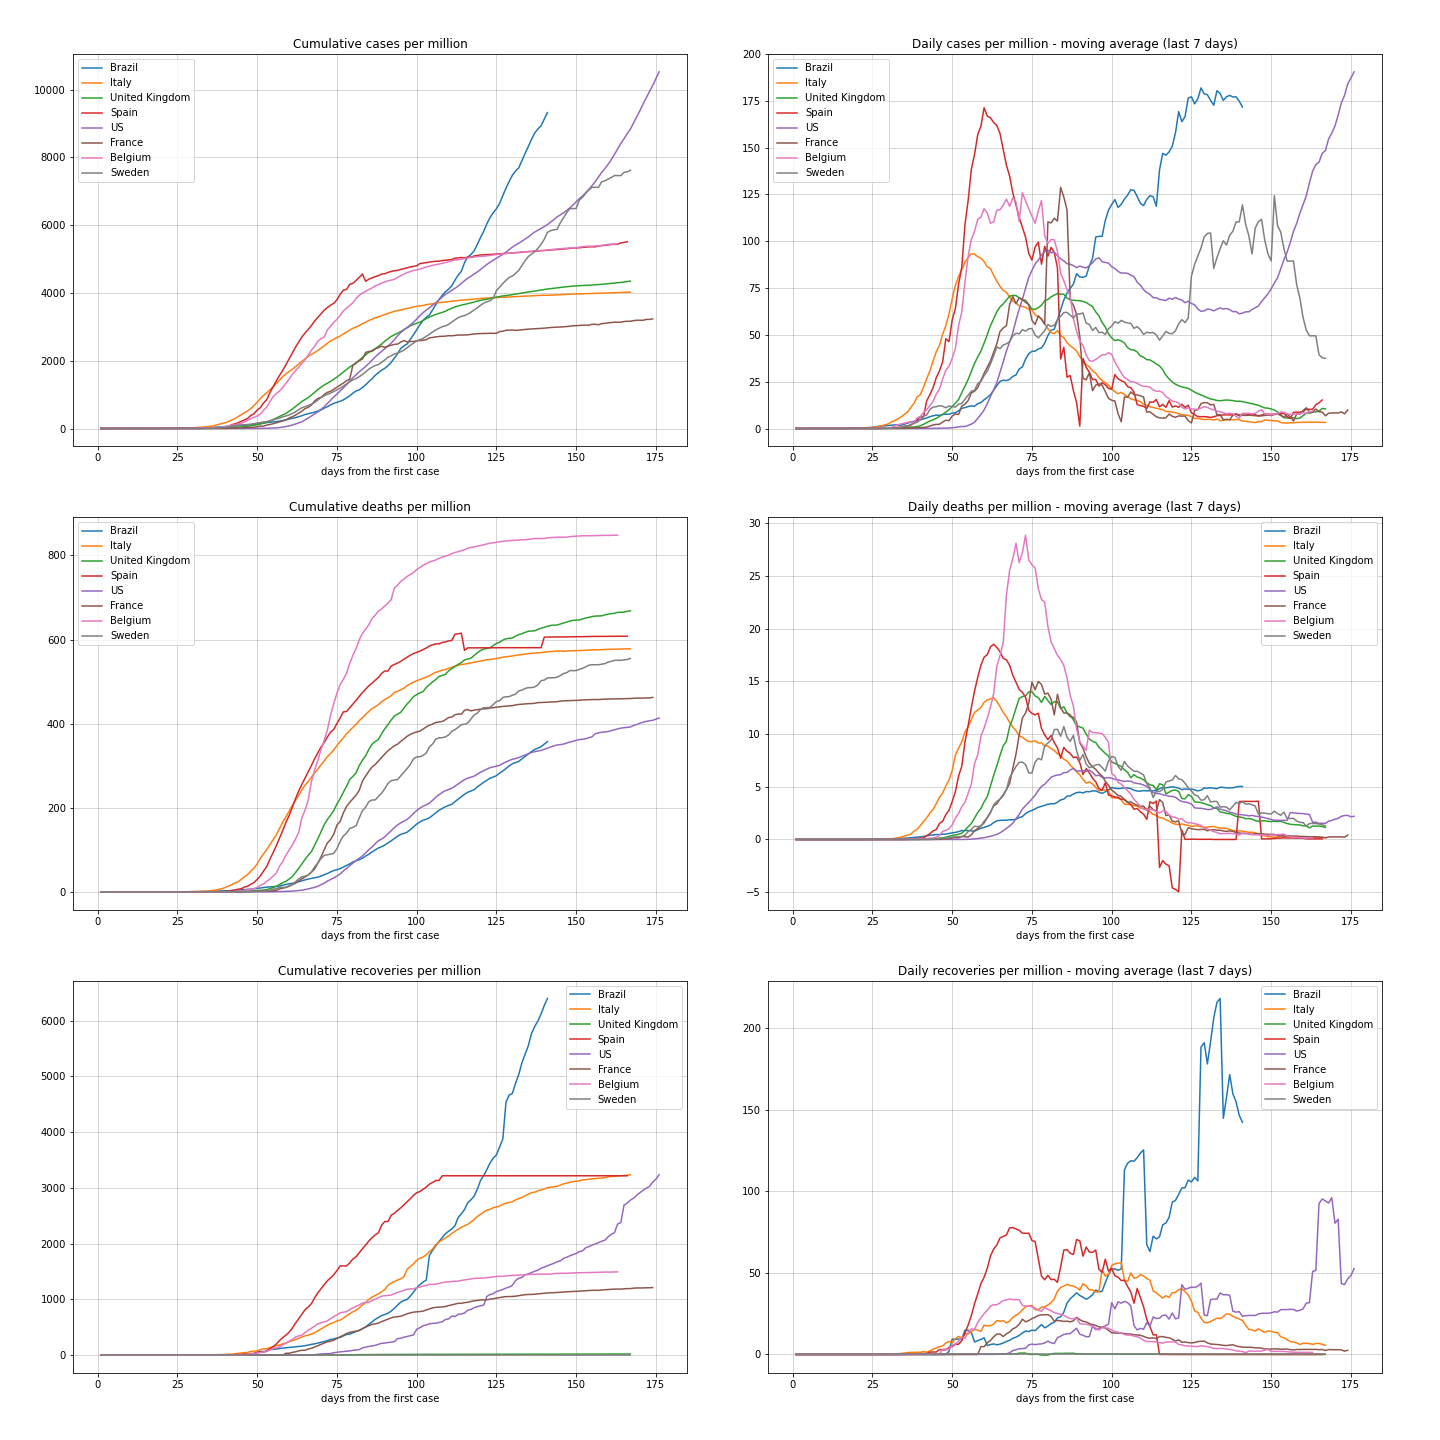 Cumulative cases per million
Brazil
Italy
United Kingdom
Spain
US
France
Belgium
Sweden
10000
8000
6000
4000
2000
0
0 25 50 75 100 125 150 175
days from the first case
Daily cases per million - moving average (last 7 days)
Brazil
Italy
United Kingdom
Spain
US
France
Belgium
Sweden
200
175
150
125
100
75
50
25
0
0 25 50 75 100 125 150 175
days from the first case
Cumulative deaths per million
Brazil
Italy
United Kingdom
Spain
US
France
Belgium
Sweden
800
600
400
200
0
0 25 50 75 100 125 150 175
days from the first case
Daily deaths per million - moving average (last 7 days)
Brazil
Italy
United Kingdom
Spain
US
France
Belgium
Sweden
30
25
20
15
10
5
0
−5
0 25 50 75 100 125 150 175
days from the first case
Cumulative recoveries per million
Brazil
Italy
United Kingdom
Spain
US
France
Belgium
Sweden
6000
5000
4000
3000
2000
1000
0
0 25 50 75 100 125 150 175
days from the first case
Daily recoveries per million - moving average (last 7 days)
Brazil
Italy
United Kingdom
Spain
US
France
Belgium
Sweden
200
150
100
50
0
0 25 50 75 100 125 150 175
days from the first case